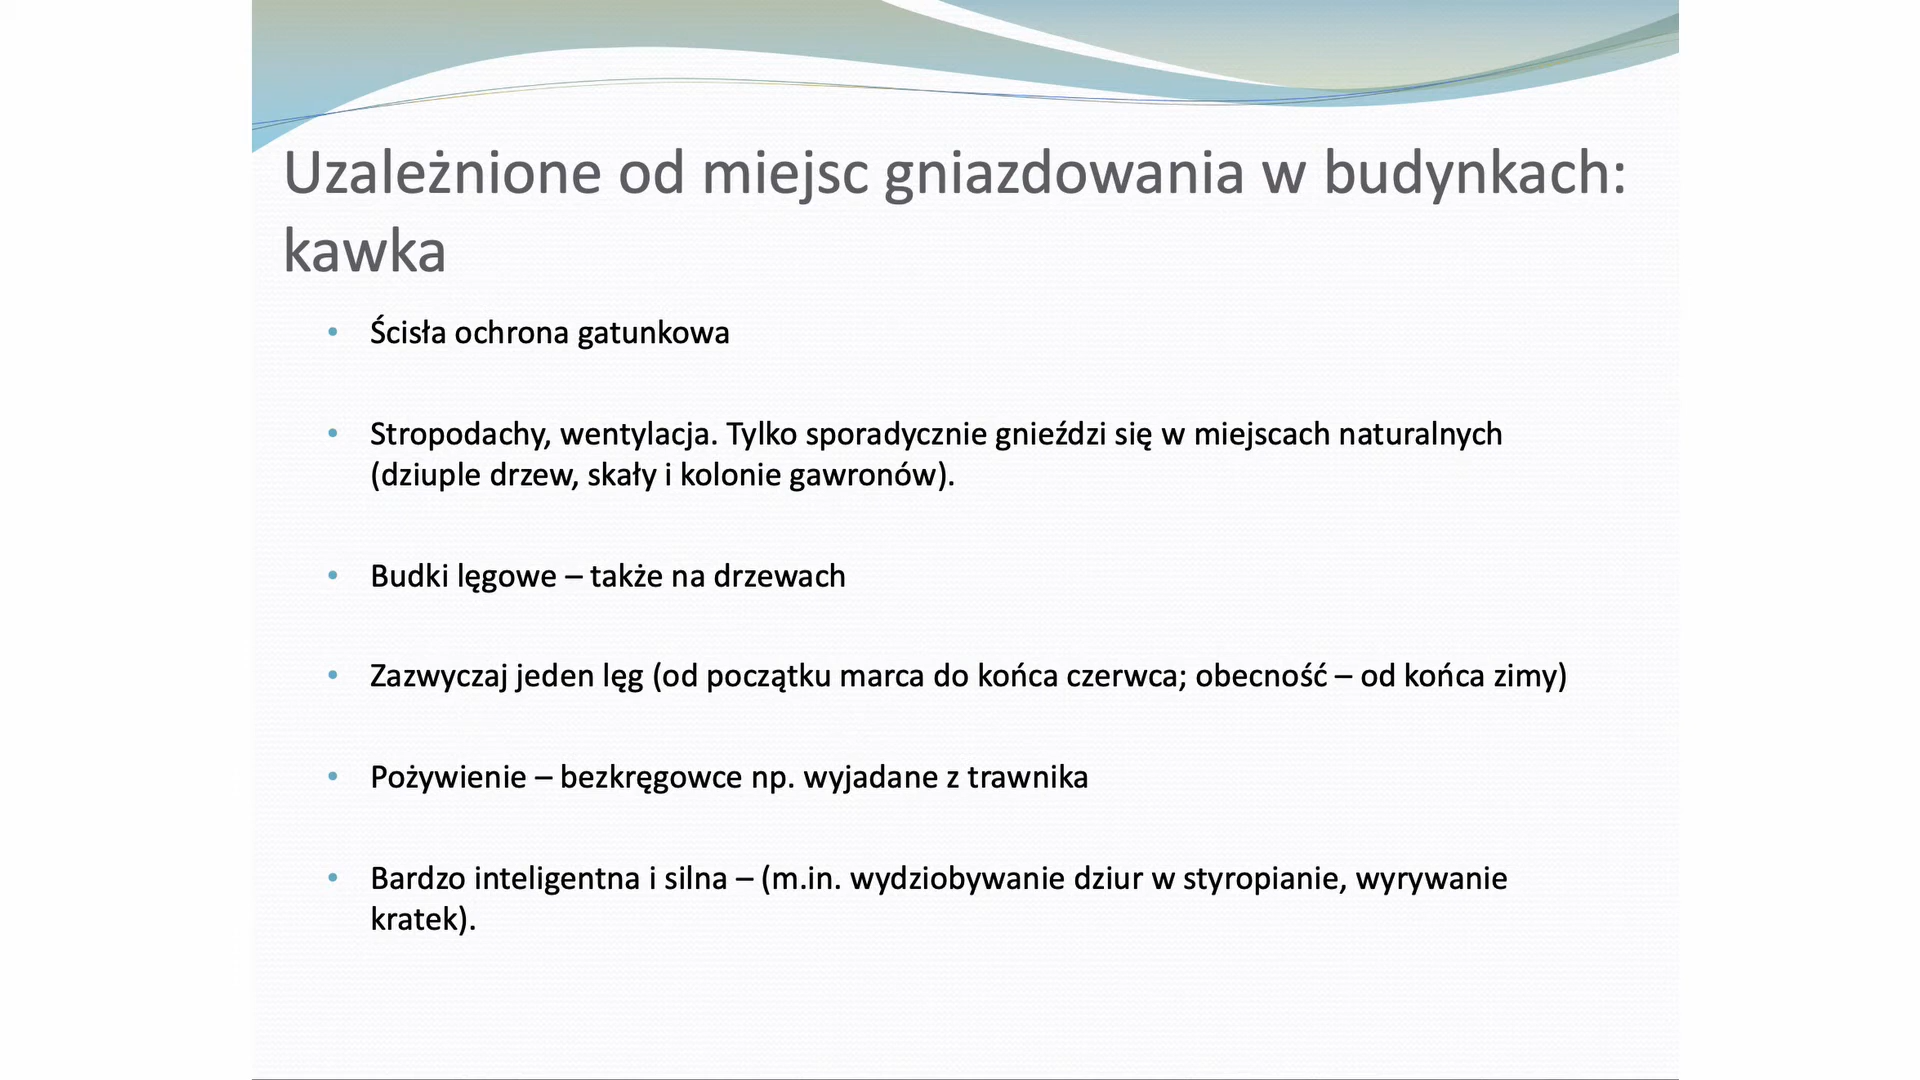 Uzależnione od miejsc gniazdowania w budynkach:
kawka
• Ścisła ochrona gatunkowa
• Stropodachy, wentylacja. Tylko sporadycznie gnieździ się w miejscach naturalnych
(dziuple drzew, skały i kolonie gawronów).
• Budki lęgowe – także na drzewach
• Zazwyczaj jeden lęg (od początku marca do końca czerwca; obecność – od końca zimy)
• Pożywienie – bezkręgowce np. wyjadane z trawnika
• Bardzo inteligentna i silna – (m.in. wydziobywanie dziur w styropianie, wyrywanie
kratek).